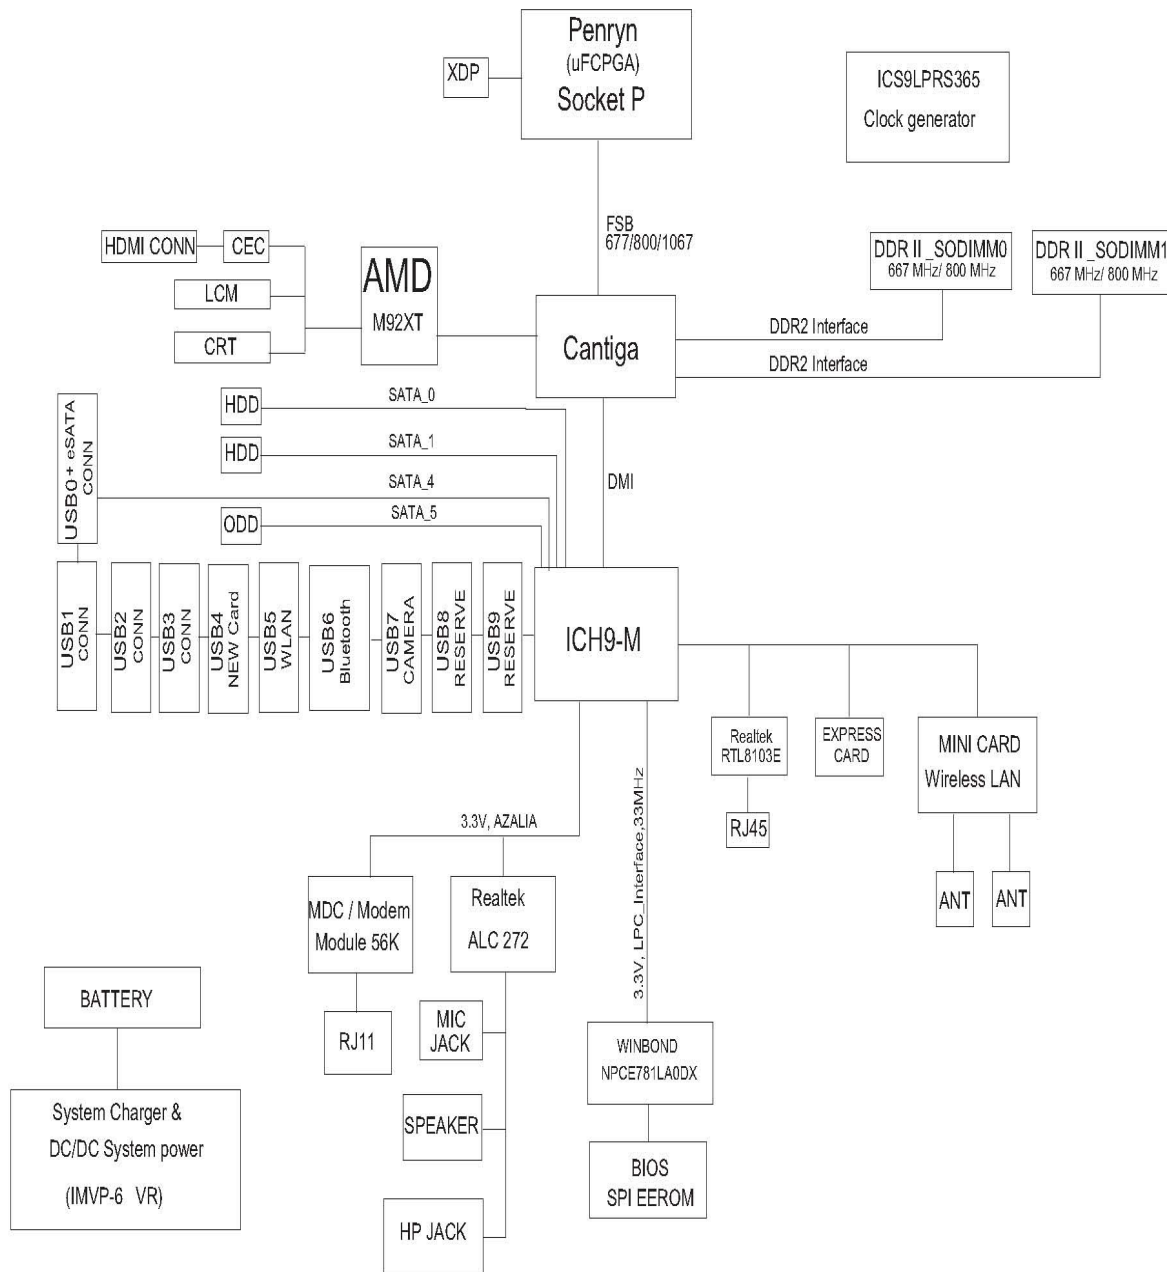 Penryn
(uFCPGA)
Socket P
XDP
ICS9LPRS365
Clock generator
FSB
677/800/1067
HDMI CONN
CEC
LCM
CRT
AMD
M92XT
Cantiga
DDR II _SODIMM0
667 MHz/ 800 MHz
DDR II _SODIMM1
667 MHz/ 800 MHz
DDR2 Interface
DDR2 Interface
HDD
SATA_0
HDD
SATA_1
SATA_4
ODD
SATA_5
DMI
USB0+ eSATA
CONN
USB1
CONN
USB2
CONN
USB3
CONN
USB4
NEW Card
USB5
WLAN
USB6
Bluetooth
USB7
CAMERA
USB8
RESERVE
USB9
RESERVE
ICH9-M
Realtek
RTL8103E
RJ45
EXPRESS
CARD
MINI CARD
Wireless LAN
ANT
ANT
3.3V, AZALIA
3.3V, LPC_Interface,33MHz
MDC / Modem
Module 56K
RJ11
Realtek
ALC 272
MIC
JACK
SPEAKER
HP JACK
WINBOND
NPCE781LA0DX
BIOS
SPI EEROM
BATTERY
System Charger &
DC/DC System power
(IMVP-6 VR)